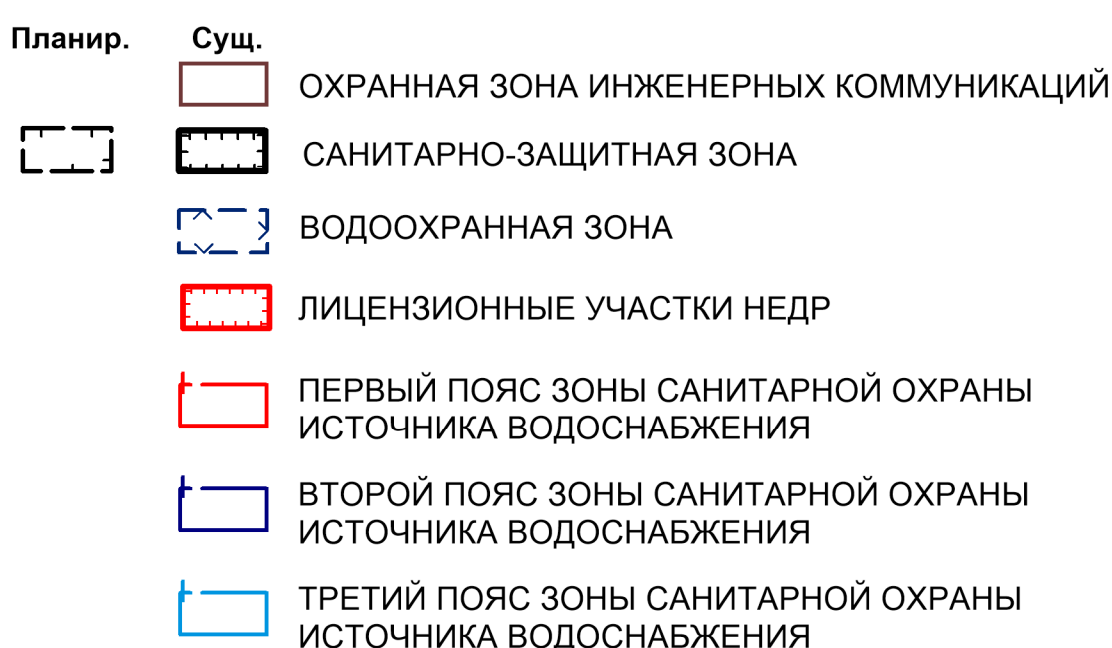 Планир. Сущ.
ОХРАННАЯ ЗОНА ИНЖЕНЕРНЫХ КОММУНИКАЦИЙ
САНИТАРНО-ЗАЩИТНАЯ ЗОНА
ВОДООХРАННАЯ ЗОНА
ЛИЦЕНЗИОННЫЕ УЧАСТКИ НЕДР
ПЕРВЫЙ ПОЯС ЗОНЫ САНИТАРНОЙ ОХРАНЫ
ИСТОЧНИКА ВОДОСНАБЖЕНИЯ
ВТОРОЙ ПОЯС ЗОНЫ САНИТАРНОЙ ОХРАНЫ
ИСТОЧНИКА ВОДОСНАБЖЕНИЯ
ТРЕТИЙ ПОЯС ЗОНЫ САНИТАРНОЙ ОХРАНЫ
ИСТОЧНИКА ВОДОСНАБЖЕНИЯ